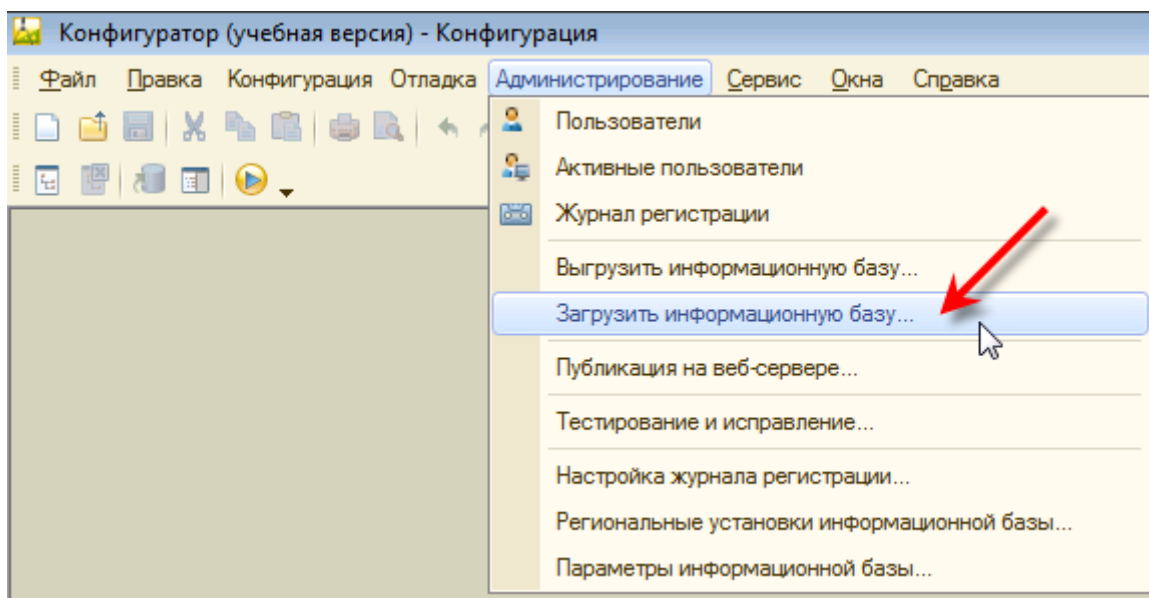 Конфигуратор (учебная версия) - Конфигурация
Файл Правка Конфигурация Отладка Администрирование Сервис Окна Справка
Пользователи
Активные пользователи
Журнал регистрации
Выгрузить информационную базу...
Загрузить информационную базу...
Публикация на веб-сервере...
Тестирование и исправление...
Настройка журнала регистрации...
Региональные установки информационной базы...
Параметры информационной базы...